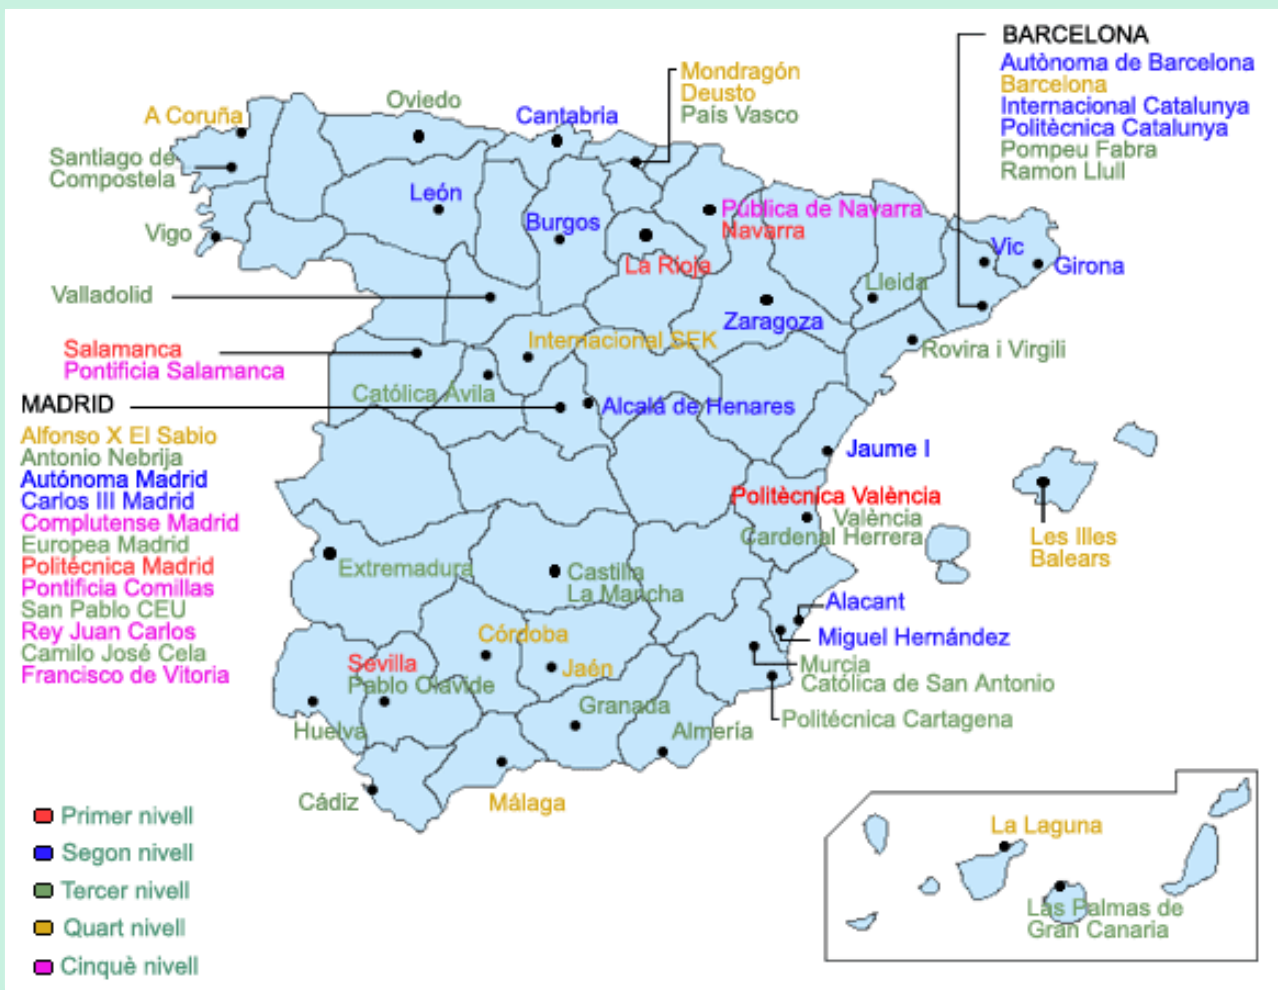 BARCELONA
Autònoma de Barcelona
Barcelona
Internacional Catalunya
Politècnica Catalunya
Pompeu Fabra
Ramon Llull
Mondragón
Deusto
País Vasco
Oviedo
Cantabria
A Coruña
Santiago de
Compostela
León
Burgos
Pública de Navarra
Navarra
Vigo
La Rioja
Vic
Girona
Lleida
Valladolid
Zaragoza
Internacional SEK
Rovira i Virgili
Salamanca
Pontificia Salamanca
Católica Ávila
MADRID
Alcalá de Henares
Alfonso X El Sabio
Antonio Nebrija
Autónoma Madrid
Carlos III Madrid
Complutense Madrid
Europea Madrid
Politécnica Madrid
Pontificia Comillas
San Pablo CEU
Rey Juan Carlos
Camilo José Cela
Francisco de Vitoria
Jaume I
Politècnica València
València
Cardenal Herrera
Les Illes
Balears
Extremadura
Castilla
La Mancha
Alacant
Miguel Hernández
Córdoba
Jaén
Sevilla
Pablo Olavide
Murcia
Católica de San Antonio
Granada
Politécnica Cartagena
Huelva
Almería
Cádiz
Málaga
La Laguna
Las Palmas de
Gran Canaria
Primer nivell
Segon nivell
Tercer nivell
Quart nivell
Cinquè nivell